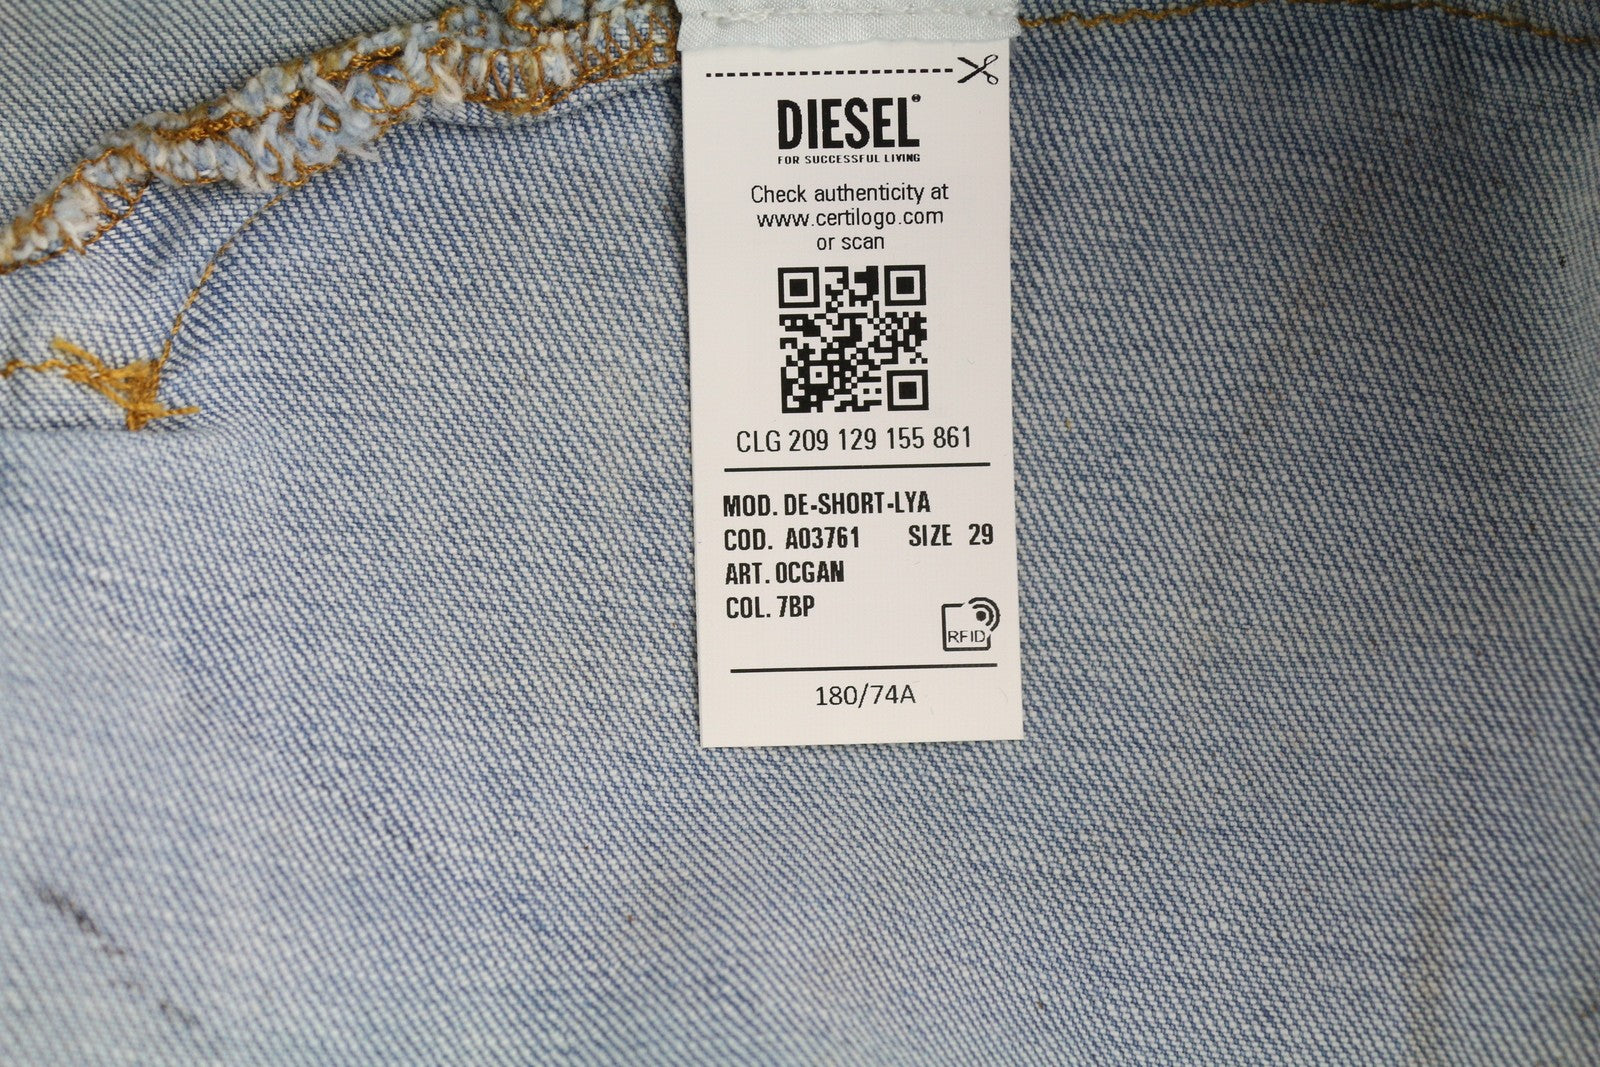 DIESEL
FOR SUCCESSFUL LIVING
Check authenticity at
www.certilogo.com
or scan
CLG 209 129 155 861
MOD. DE-SHORT-LYA
COD. A03761 SIZE 29
ART. 0CGAN
COL. 7BP
RFID
180/74A